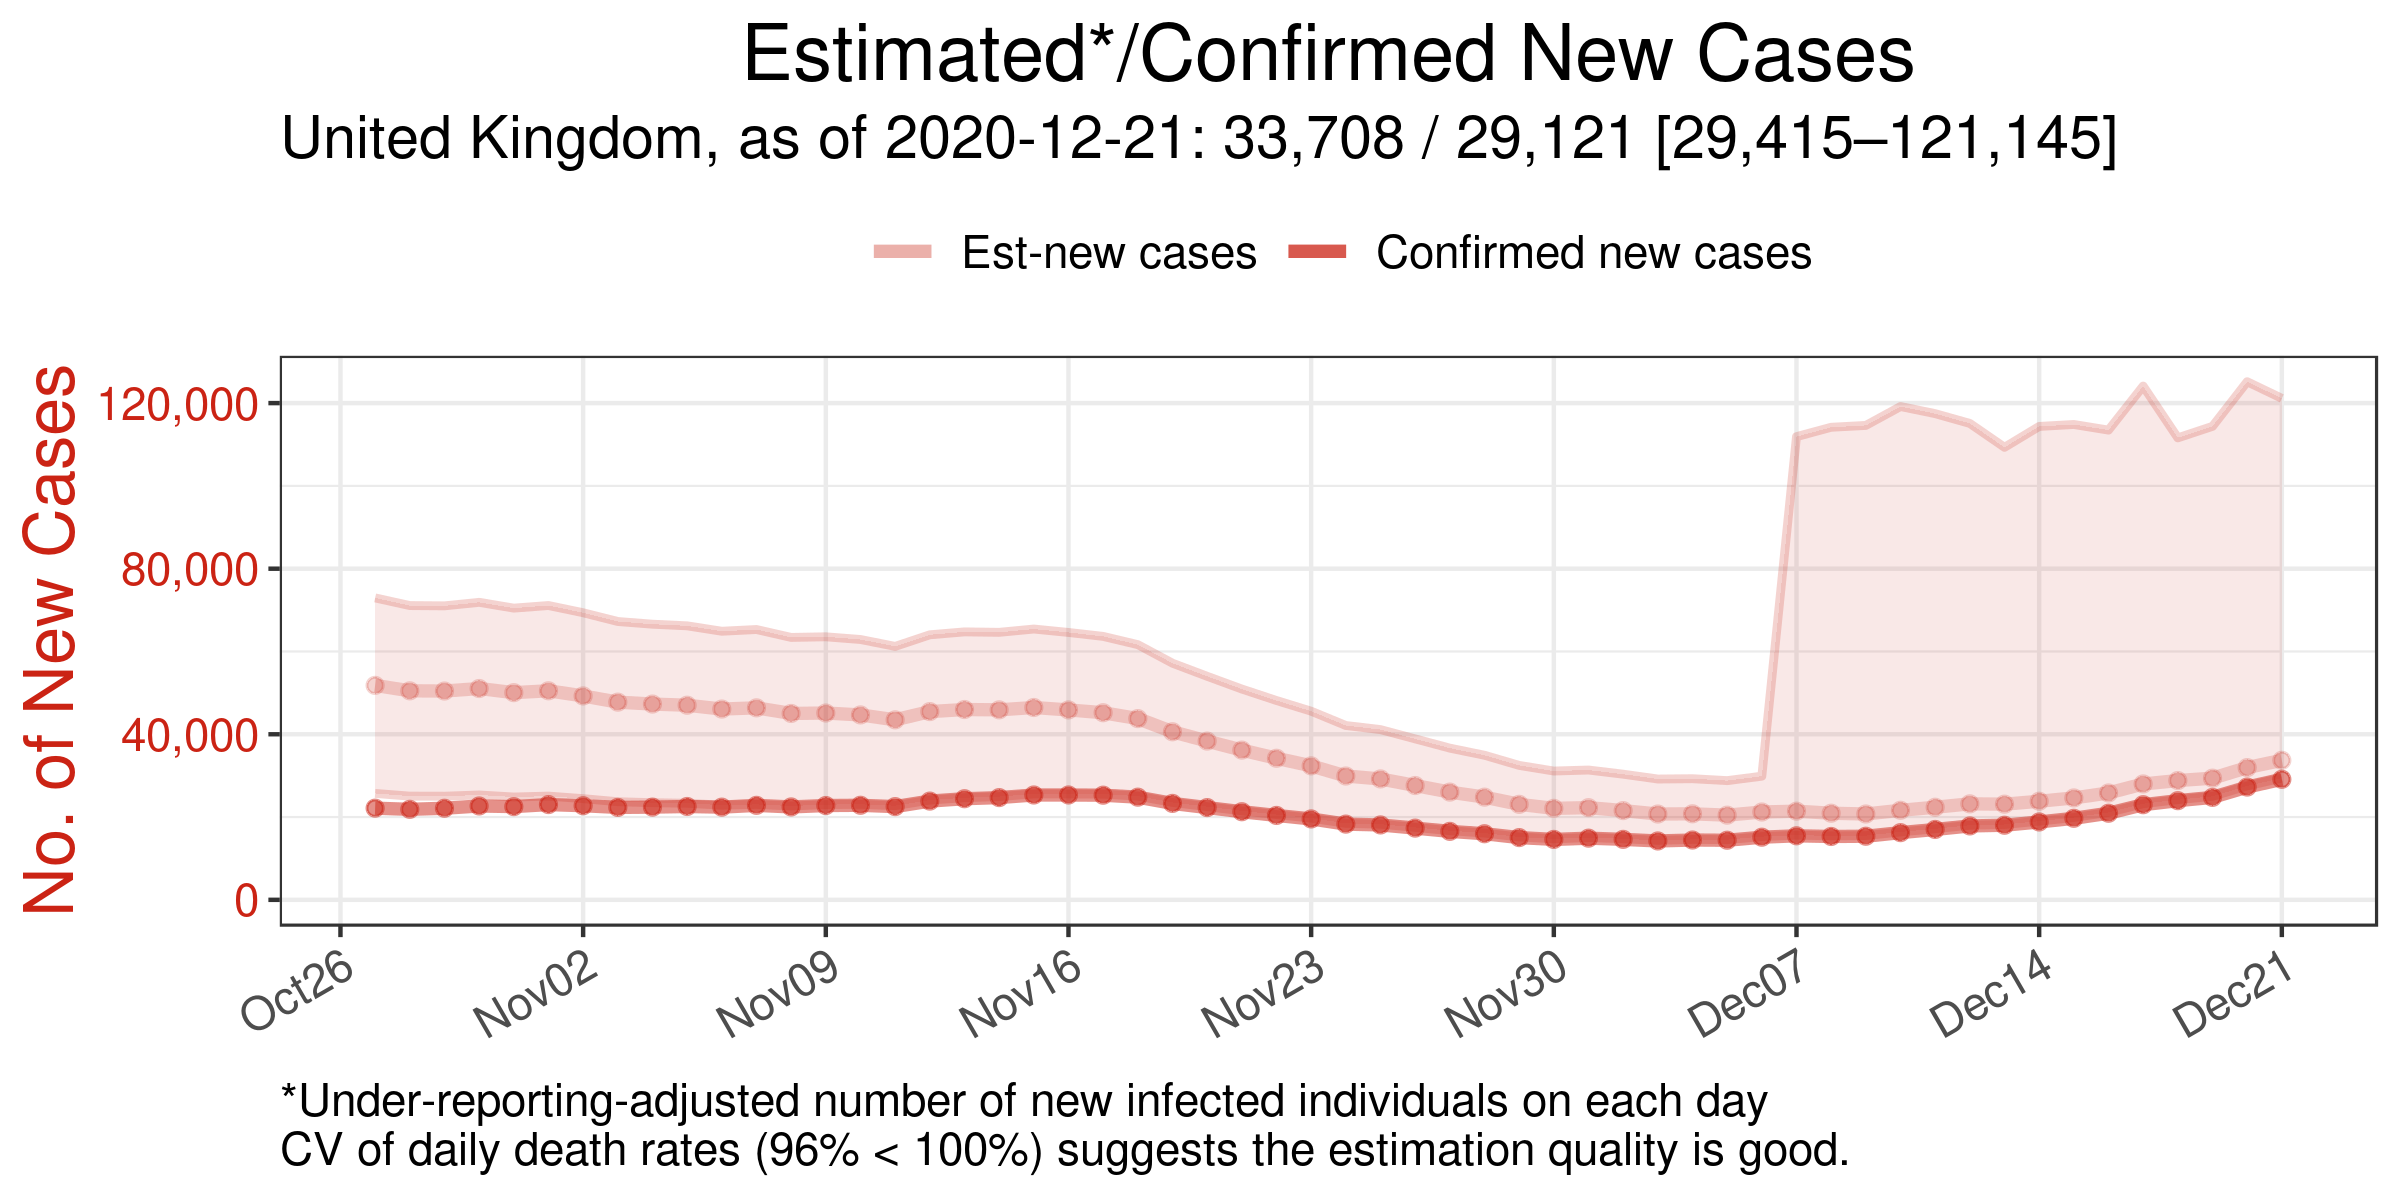 Estimated*/Confirmed New Cases
United Kingdom, as of 2020-12-21: 33,708 / 29,121 [29,415–121,145]
Est-new cases
Confirmed new cases
No. of New Cases
120,000
80,000
40,000
0
Oct26
Nov02
Nov09
Nov16
Nov23
Nov30
Dec07
Dec14
Dec21
*Under-reporting-adjusted number of new infected individuals on each day
CV of daily death rates (96% < 100%) suggests the estimation quality is good.